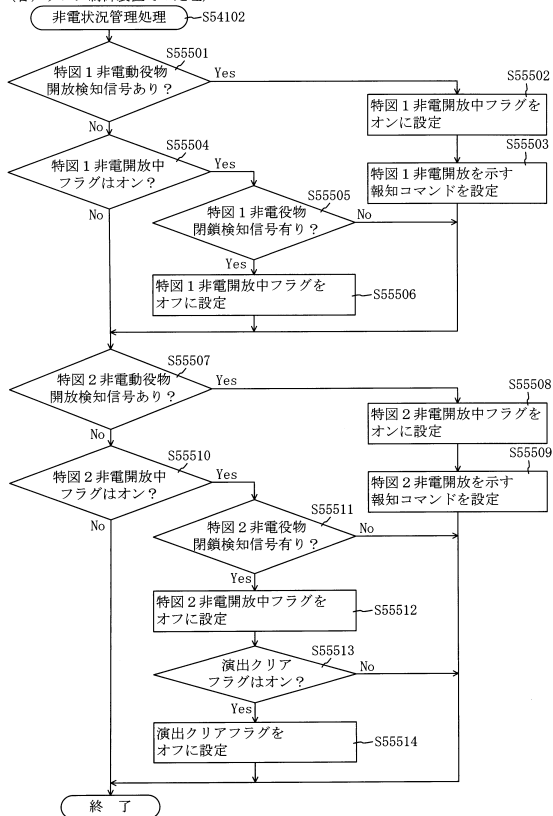 非電状況管理処理
S54102
S55501
特図１非電動役物
開放検知信号あり？
Yes
No
S55502
特図１非電開放中フラグを
オンに設定
S55503
特図１非電開放を示す
報知コマンドを設定
S55504
特図１非電開放中
フラグはオン？
Yes
No
S55505
特図１非電役物
閉鎖検知信号有り？
No
Yes
特図１非電開放中フラグを
オフに設定
S55506
S55507
特図２非電動役物
開放検知信号あり？
Yes
No
S55508
特図２非電開放中フラグを
オンに設定
S55509
特図２非電開放を示す
報知コマンドを設定
S55510
特図２非電開放中
フラグはオン？
Yes
No
S55511
特図２非電役物
閉鎖検知信号有り？
No
Yes
特図２非電開放中フラグを
オフに設定
S55512
S55513
演出クリア
フラグはオン？
No
Yes
演出クリアフラグを
オフに設定
S55514
終 了